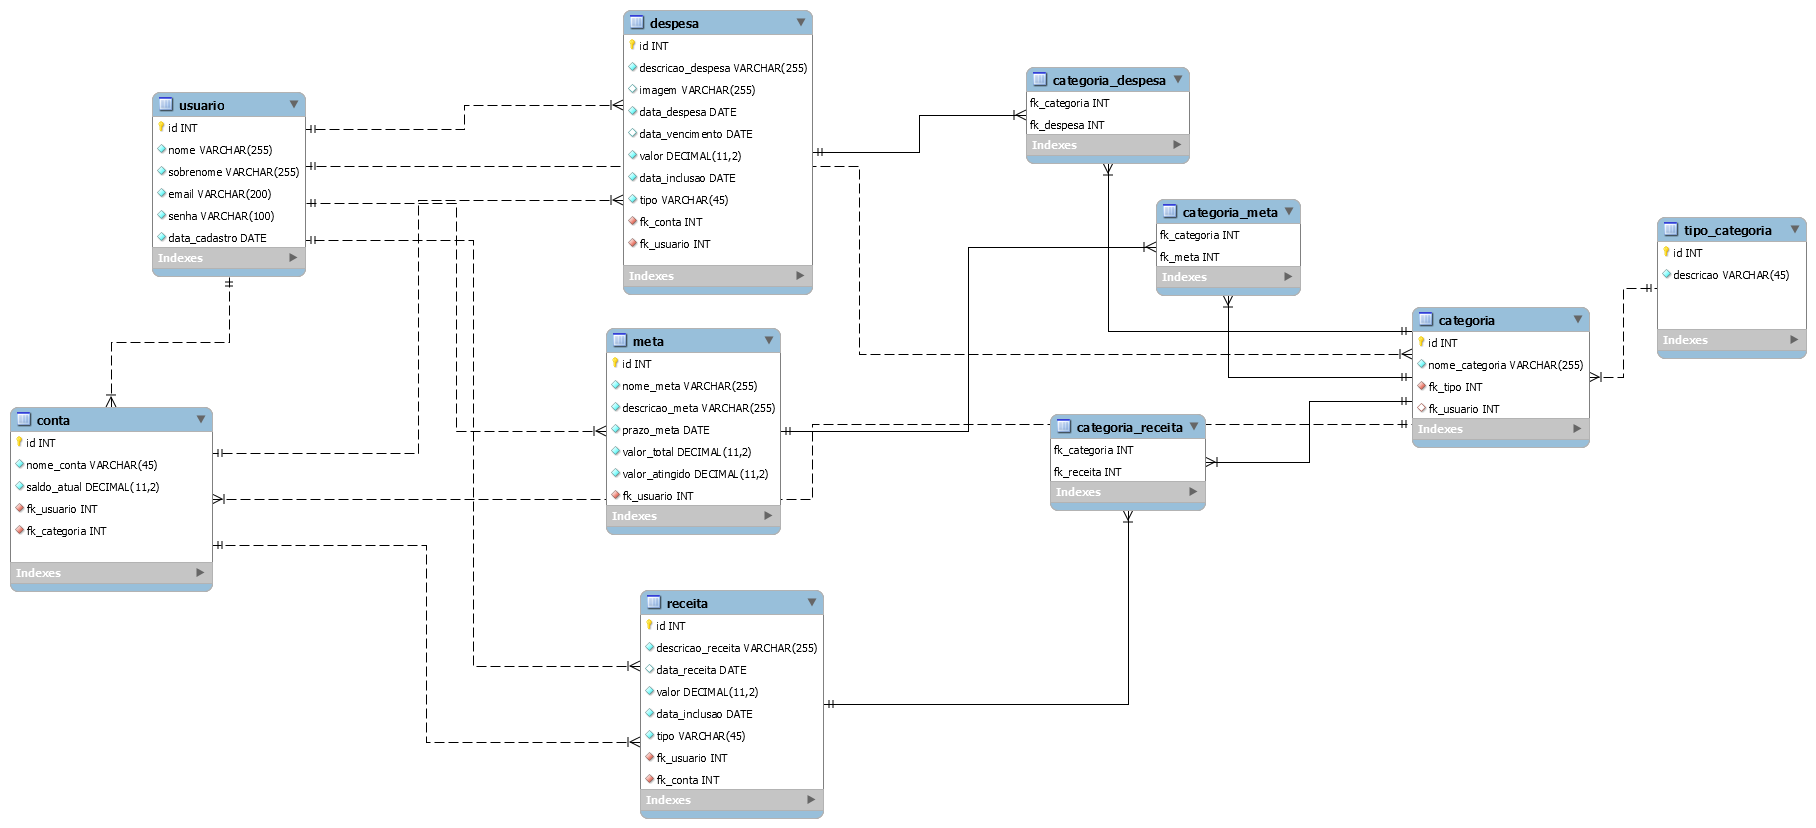 usuario
id INT
nome VARCHAR(255)
sobrenome VARCHAR(255)
email VARCHAR(200)
senha VARCHAR(100)
data_cadastro DATE
Indexes
conta
id INT
nome_conta VARCHAR(45)
saldo_atual DECIMAL(11,2)
fk_usuario INT
fk_categoria INT
Indexes
despesa
id INT
descricao_despesa VARCHAR(255)
imagem VARCHAR(255)
data_despesa DATE
data_vencimento DATE
valor DECIMAL(11,2)
data_inclusao DATE
tipo VARCHAR(45)
fk_conta INT
fk_usuario INT
Indexes
meta
id INT
nome_meta VARCHAR(255)
descricao_meta VARCHAR(255)
prazo_meta DATE
valor_total DECIMAL(11,2)
valor_atingido DECIMAL(11,2)
fk_usuario INT
Indexes
receita
id INT
descricao_receita VARCHAR(255)
data_receita DATE
valor DECIMAL(11,2)
data_inclusao DATE
tipo VARCHAR(45)
fk_usuario INT
fk_conta INT
Indexes
categoria_despesa
fk_categoria INT
fk_despesa INT
Indexes
categoria_meta
fk_categoria INT
fk_meta INT
Indexes
categoria_receita
fk_categoria INT
fk_receita INT
Indexes
categoria
id INT
nome_categoria VARCHAR(255)
fk_tipo INT
fk_usuario INT
Indexes
tipo_categoria
id INT
descricao VARCHAR(45)
Indexes